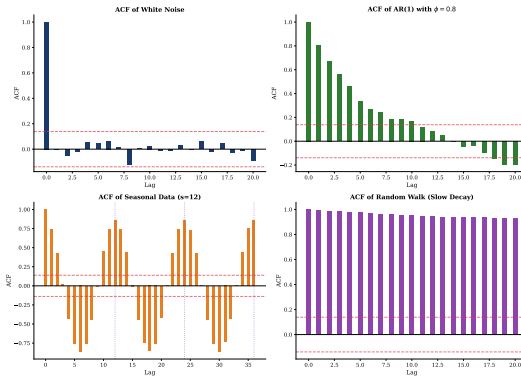 ACF of White Noise
1.0
0.8
0.6
0.4
0.2
0.0
ACF
0.0 2.5 5.0 7.5 10.0 12.5 15.0 17.5 20.0
Lag
ACF of AR(1) with ϕ = 0.8
1.0
0.8
0.6
0.4
0.2
0.0
−0.2
ACF
0.0 2.5 5.0 7.5 10.0 12.5 15.0 17.5 20.0
Lag
ACF of Seasonal Data (s=12)
1.00
0.75
0.50
0.25
0.00
−0.25
−0.50
−0.75
ACF
0 5 10 15 20 25 30 35
Lag
ACF of Random Walk (Slow Decay)
1.0
0.8
0.6
0.4
0.2
0.0
ACF
0.0 2.5 5.0 7.5 10.0 12.5 15.0 17.5 20.0
Lag